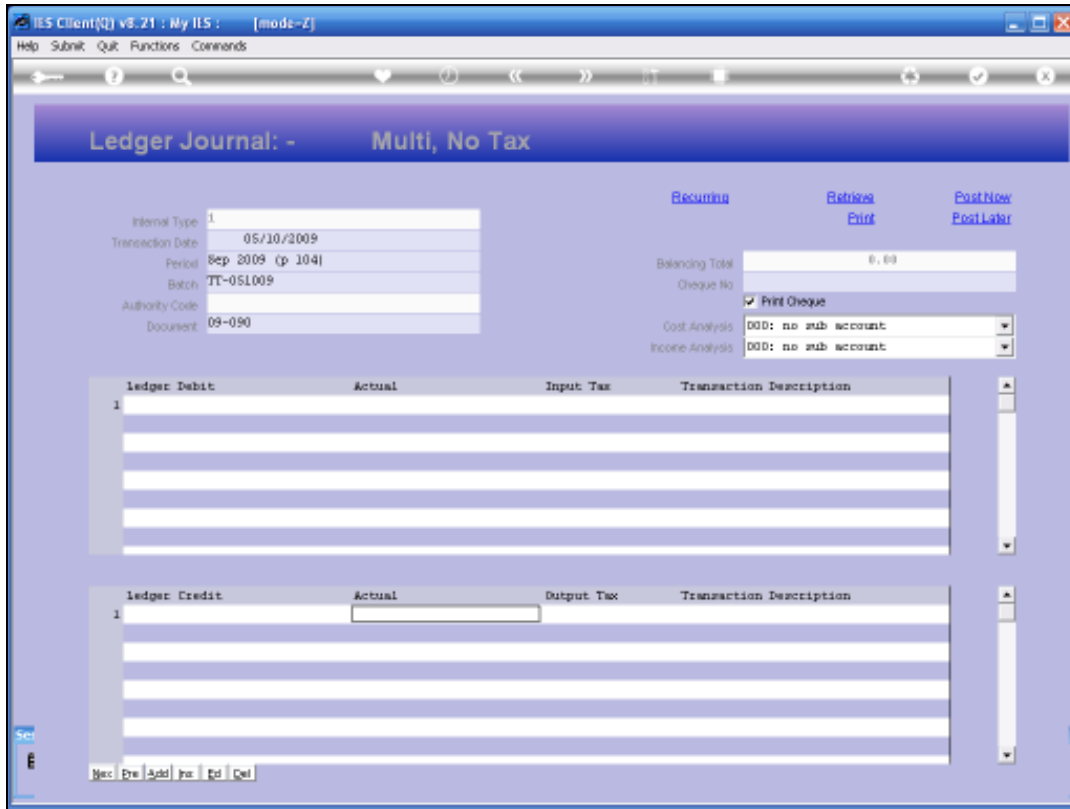 IES Client(Q) v8.21 : My IES :    [mode-Z]
Help Submit Quit Functions Commands
Ledger Journal: - Multi, No Tax
Recurring Retrieve Post Now
Print Post Later
Internal Type 1
Transaction Date 05/10/2009
Period Sep 2009 (p 104)
Batch TT-051009
Authority Code
Document 09-090
Balancing Total 0.00
Cheque No
Print Cheque
Cost Analysis 000: no sub account
Income Analysis 000: no sub account
Ledger Debit Actual Input Tax Transaction Description
1
Ledger Credit Actual Output Tax Transaction Description
1
Nex Pre Add Ins Ed Del